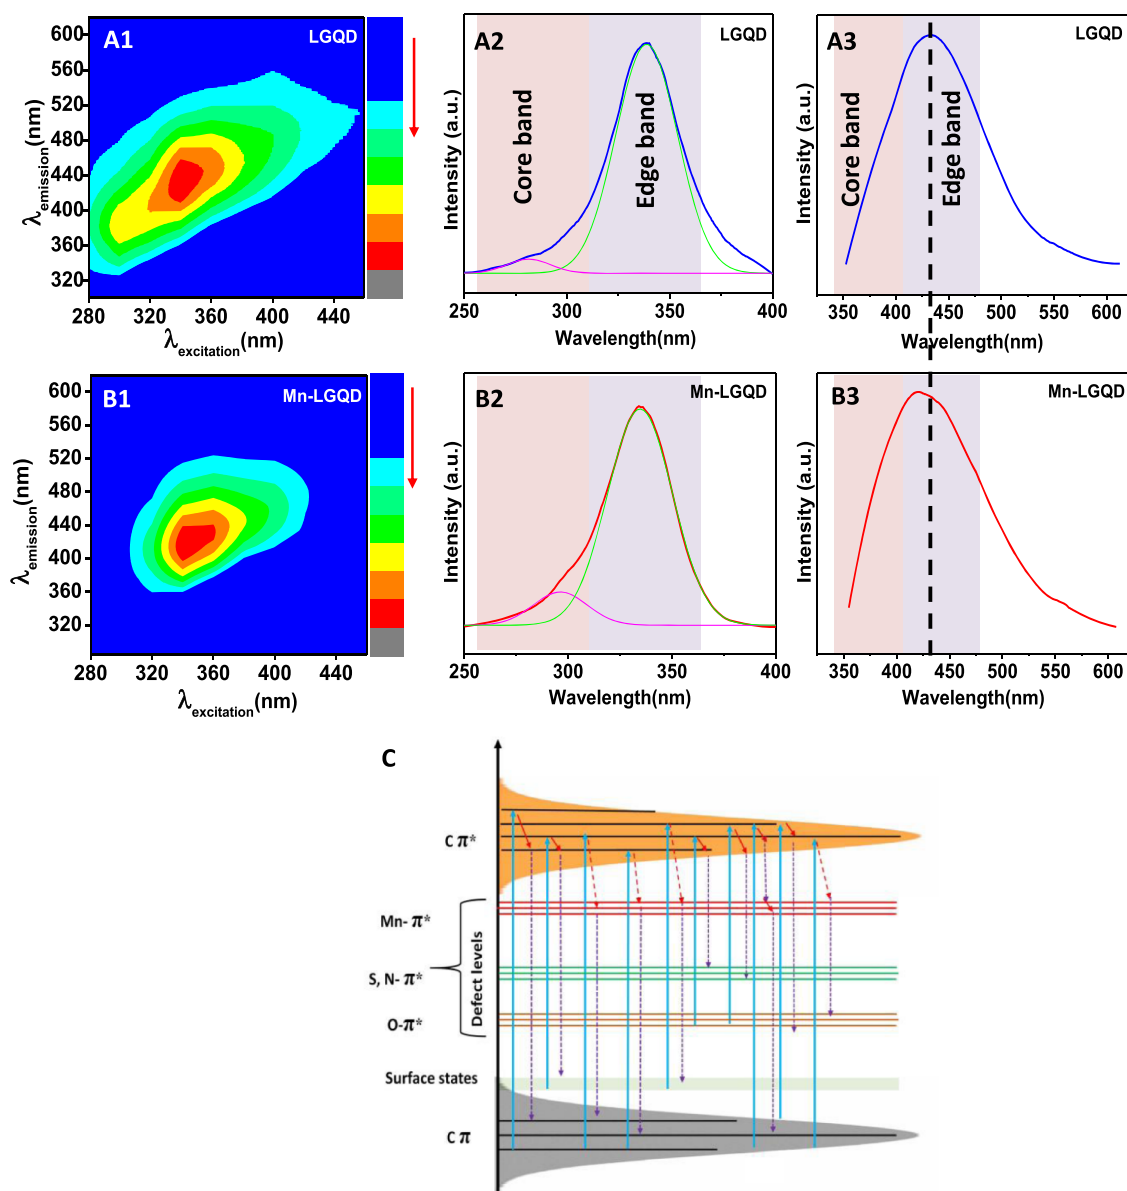 A1 LGQD
600
560
520
480
440
400
360
320
280 320 360 400 440
λemission(nm)
λexcitation(nm)
A2 LGQD
Core band
Edge band
Intensity (a.u.)
250 300 350 400
Wavelength(nm)
A3 LGQD
Core band
Edge band
Intensity (a.u.)
350 400 450 500 550 600
Wavelength(nm)
B1 Mn-LGQD
600
560
520
480
440
400
360
320
280 320 360 400 440
λemission(nm)
λexcitation(nm)
B2 Mn-LGQD
Intensity (a.u.)
250 300 350 400
Wavelength(nm)
B3 Mn-LGQD
Intensity (a.u.)
350 400 450 500 550 600
Wavelength(nm)
C
C π*
Mn- π*
S, N- π*
O-π*
Defect levels
Surface states
C π